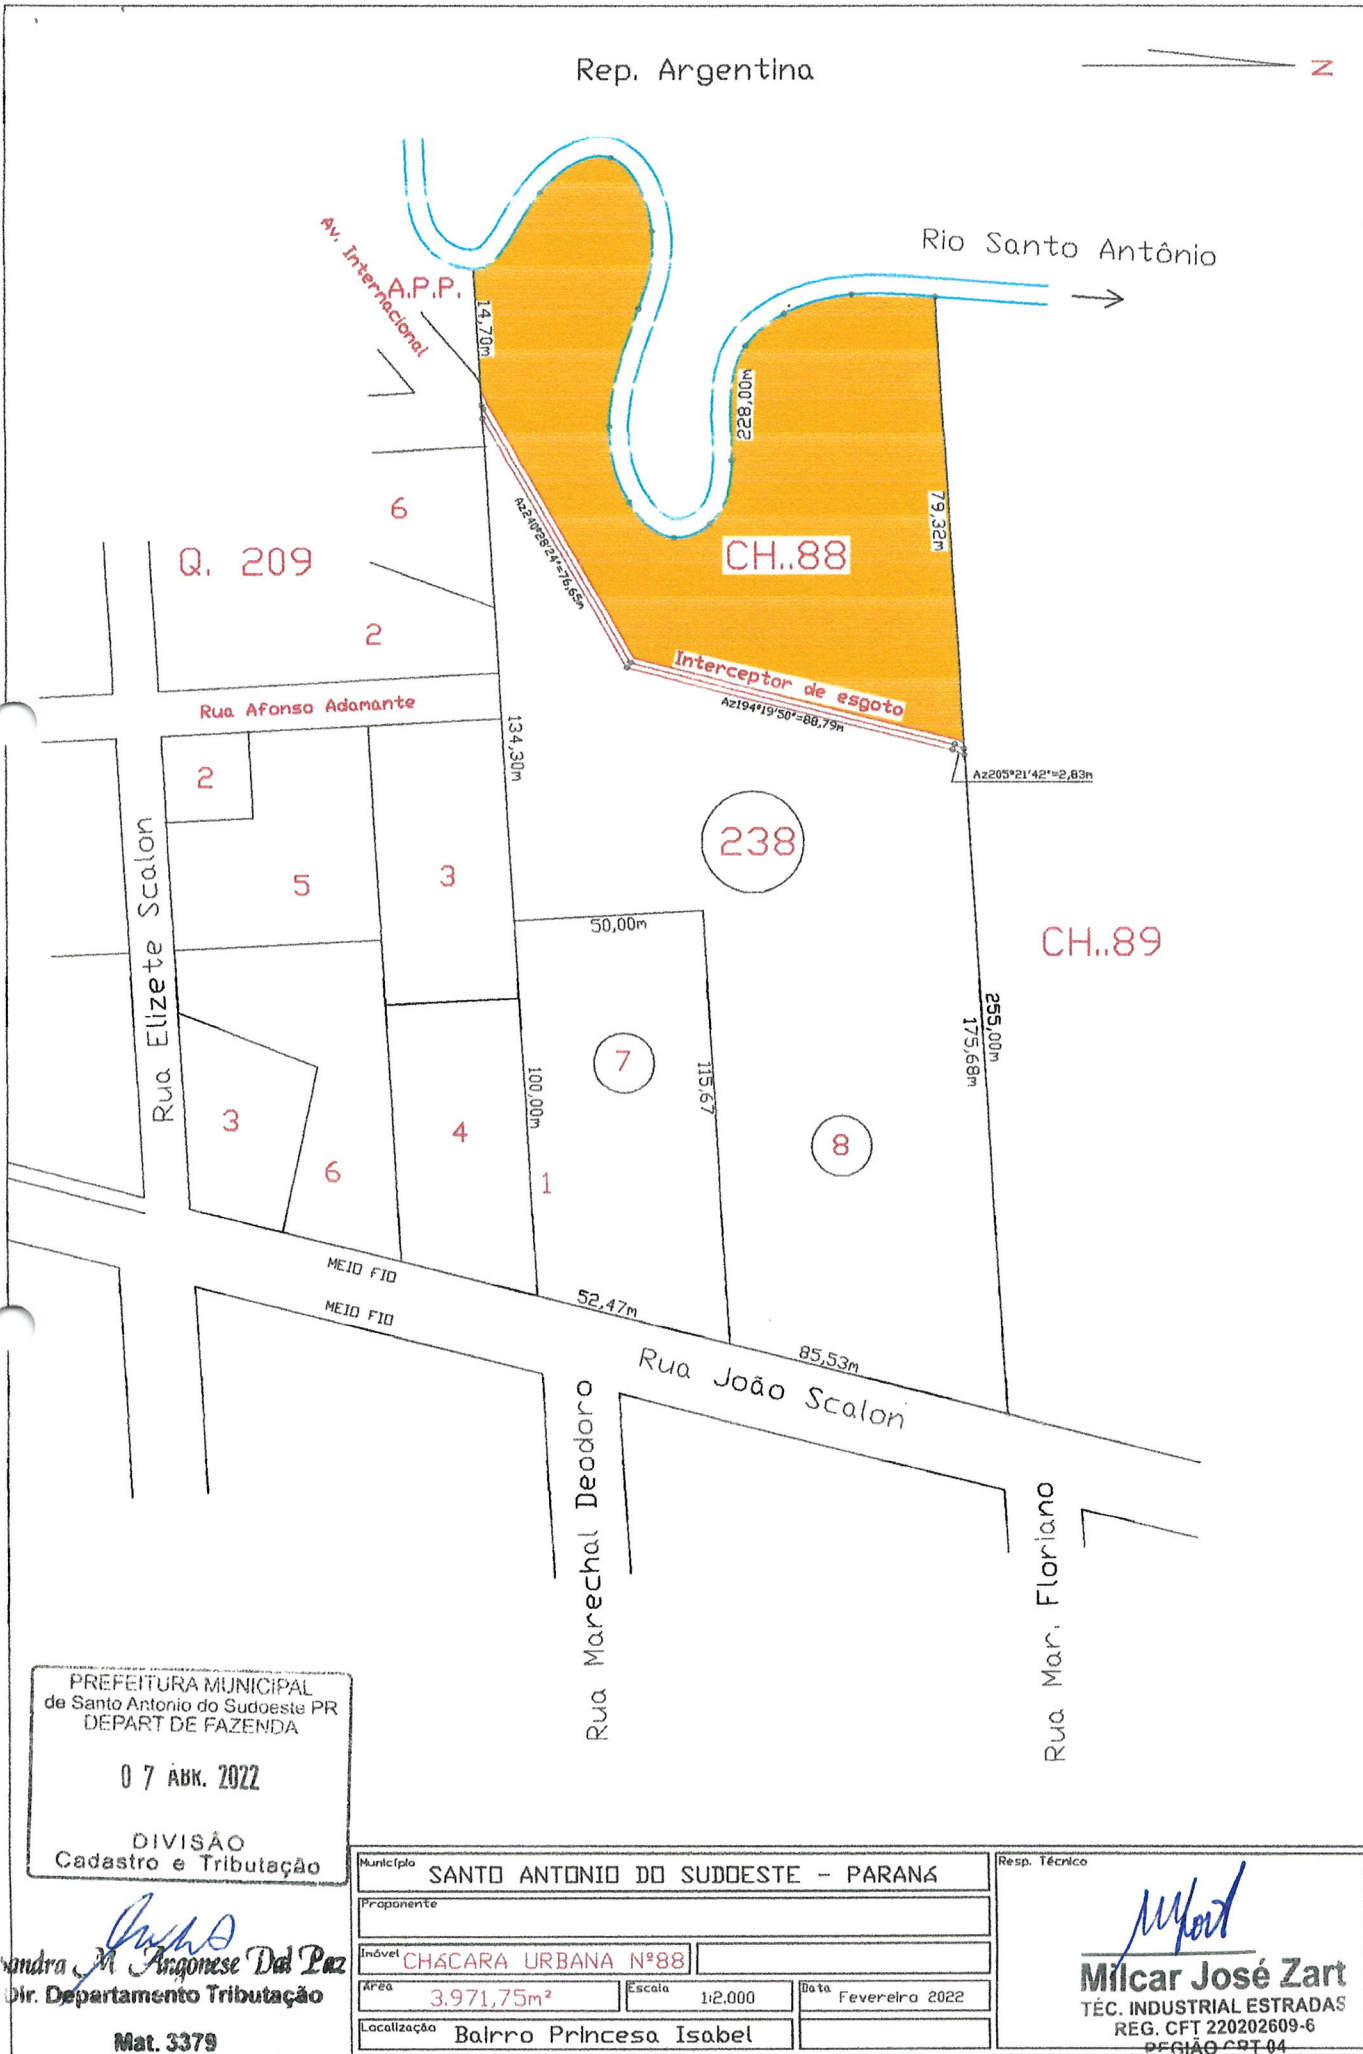 Rep. Argentina
N
Rio Santo Antônio
Av. Internacional
A.P.P.
14,70m
228,00m
79,32m
6
Az240°28'24"=76,65m
CH..88
Q. 209
2
Interceptor de esgoto
Az194°19'50"=88,79m
Rua Afonso Adamante
134,30m
Az205°21'42"=2,83m
2
238
5
3
Rua Elizete Scalon
50,00m
CH..89
255,00m
175,68m
7
115,67
100,00m
3
4
8
6
1
MEIO FIO
MEIO FIO
52,47m
85,53m
Rua João Scalon
Rua Marechal Deodoro
Rua Mar. Floriano
PREFEITURA MUNICIPAL
de Santo Antonio do Sudoeste PR
DEPART DE FAZENDA
0 7 ABR. 2022
DIVISÃO
Cadastro e Tributação
andra M Argonese Dal Paz
Dir. Departamento Tributação
Mat. 3379
Município
SANTO ANTONIO DO SUDOESTE - PARANÁ
Proponente
Imóvel
CHÁCARA URBANA Nº88
Área
3.971,75m²
Escala
1:2.000
Data
Fevereiro 2022
Localização
Bairro Princesa Isabel
Resp. Técnico
Milcar José Zart
TÉC. INDUSTRIAL ESTRADAS
REG. CFT 220202609-6
REGIÃO CRT 04